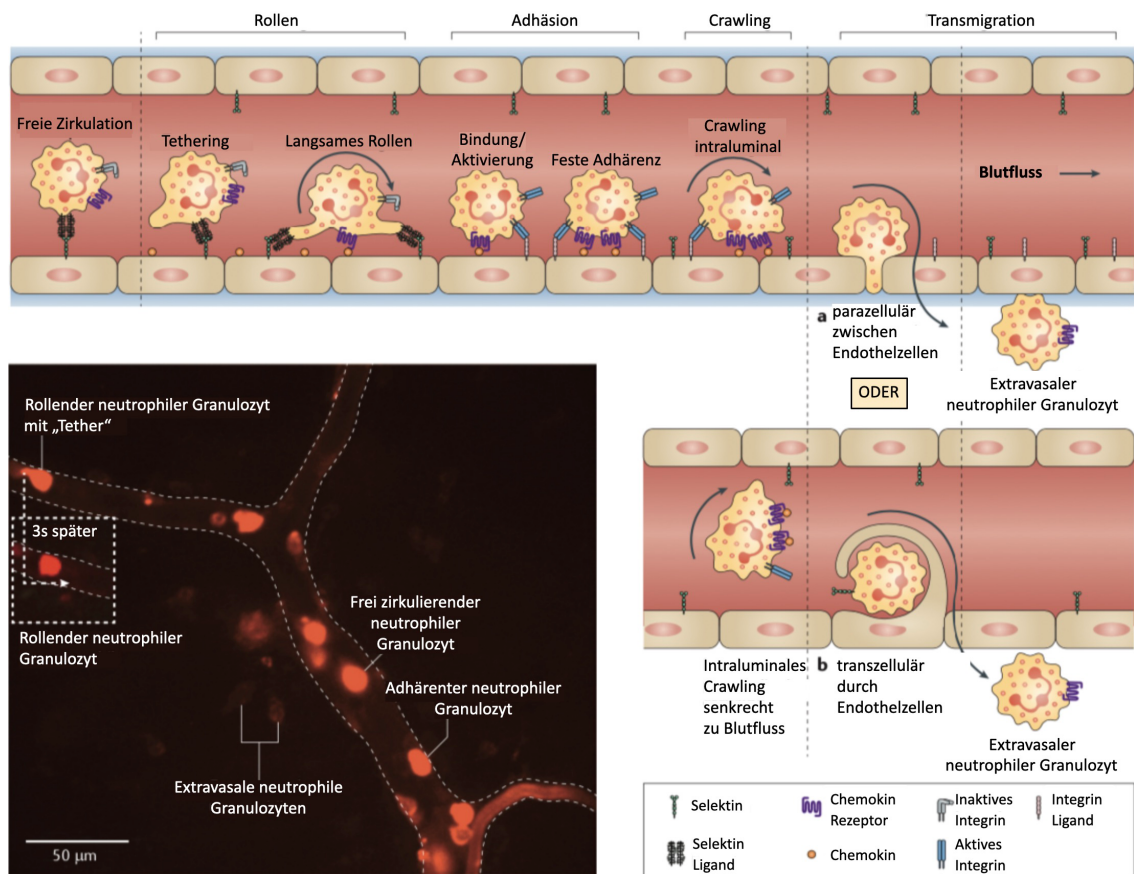 Rollen
Adhäsion
Crawling
Transmigration
Freie Zirkulation
Tethering
Langsames Rollen
Bindung/
Aktivierung
Feste Adhärenz
Crawling
intraluminal
Blutfluss
a parazellulär
zwischen
Endothelzellen
ODER
Extravasaler
neutrophiler Granulozyt
Rollender neutrophiler Granulozyt
mit „Tether“
3s später
Rollender neutrophiler
Granulozyt
Frei zirkulierender
neutrophiler
Granulozyt
Adhärenter neutrophiler
Granulozyt
Extravasale neutrophile
Granulozyten
50 µm
Intraluminales
Crawling
senkrecht
zu Blutfluss
b transzellulär
durch
Endothelzellen
Extravasaler
neutrophiler Granulozyt
Selektin
Chemokin
Rezeptor
Inaktives
Integrin
Integrin
Ligand
Selektin
Ligand
Chemokin
Aktives
Integrin